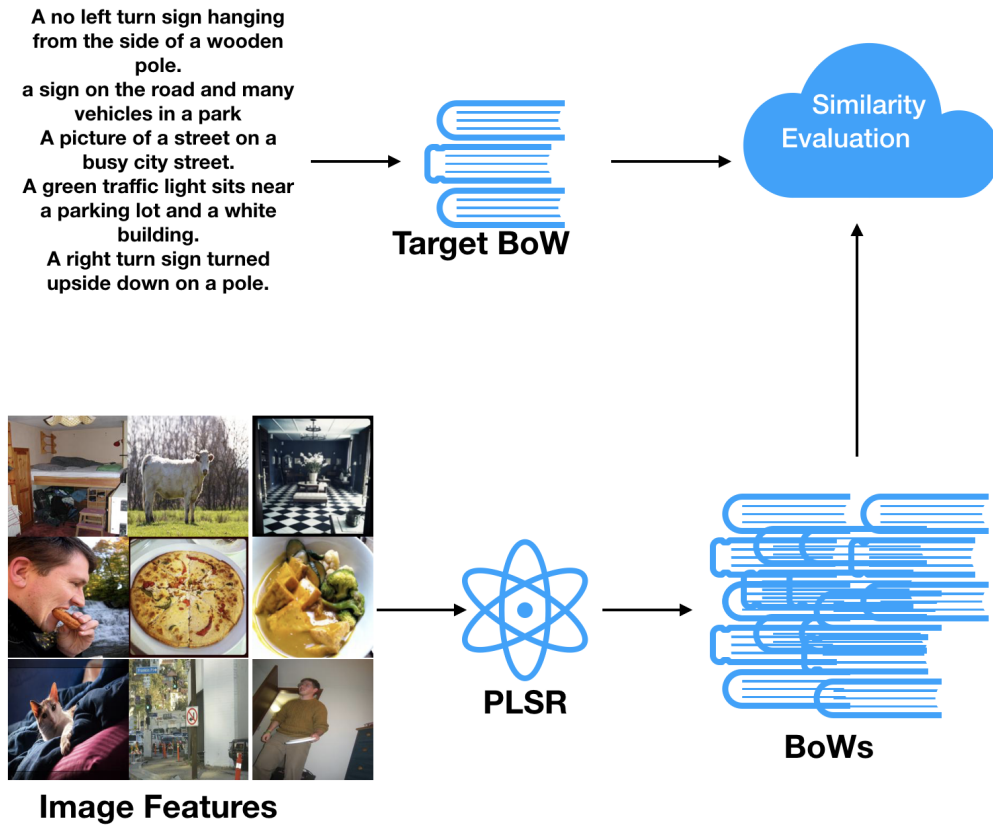 A no left turn sign hanging
from the side of a wooden
pole.
a sign on the road and many
vehicles in a park
A picture of a street on a
busy city street.
A green traffic light sits near
a parking lot and a white
building.
A right turn sign turned
upside down on a pole.
Target BoW
Similarity
Evaluation
Image Features
PLSR
BoWs